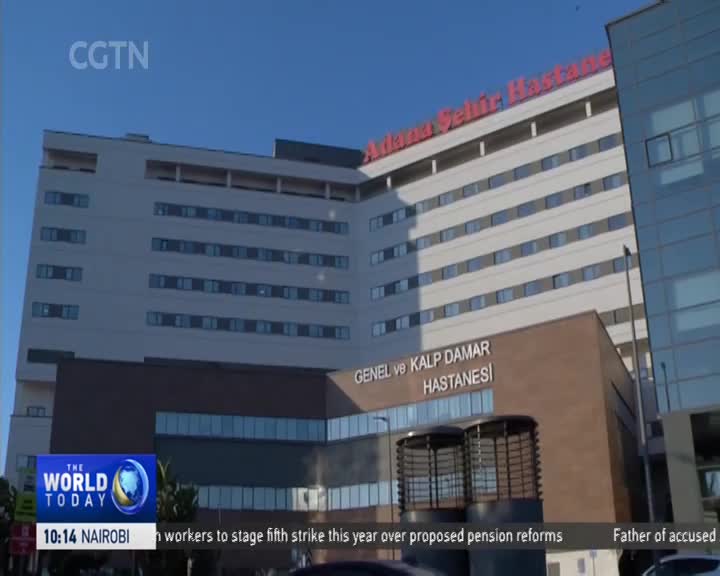 CGTN
Adana Şehir Hastane
GENEL ve KALP DAMAR
HASTANESİ
THE
WORLD
TODAY
10:14 NAIROBI
workers to stage fifth strike this year over proposed pension reforms Father of accused